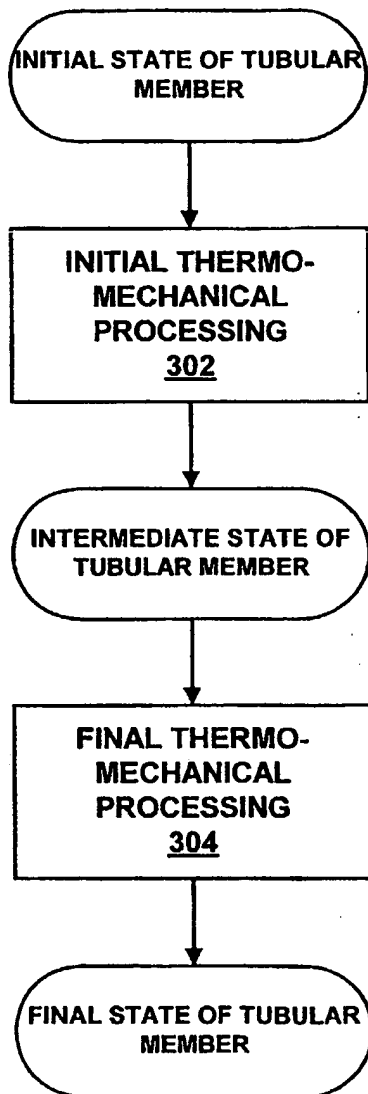 INITIAL STATE OF TUBULAR
MEMBER
INITIAL THERMO-
MECHANICAL
PROCESSING
302
INTERMEDIATE STATE OF
TUBULAR MEMBER
FINAL THERMO-
MECHANICAL
PROCESSING
304
FINAL STATE OF TUBULAR
MEMBER